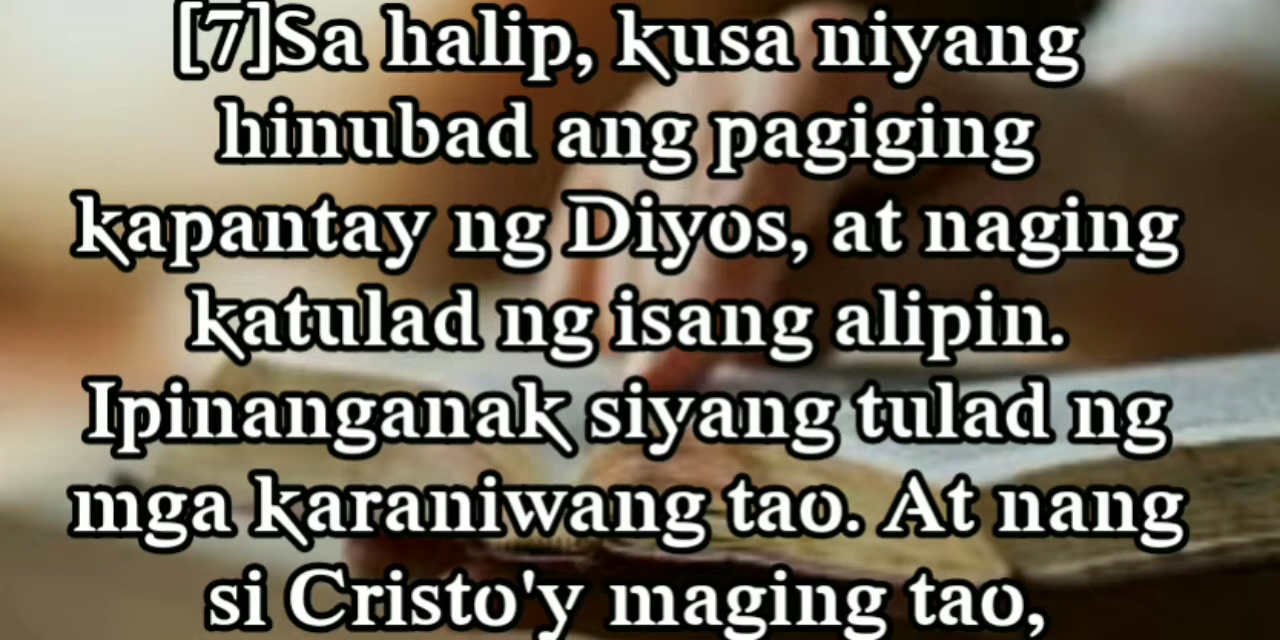 [7]Sa halip, kusa niyang
hinubad ang pagiging
kapantay ng Diyos, at naging
katulad ng isang alipin.
Ipinanganak siyang tulad ng
mga karaniwang tao. At nang
si Cristo'y maging tao,